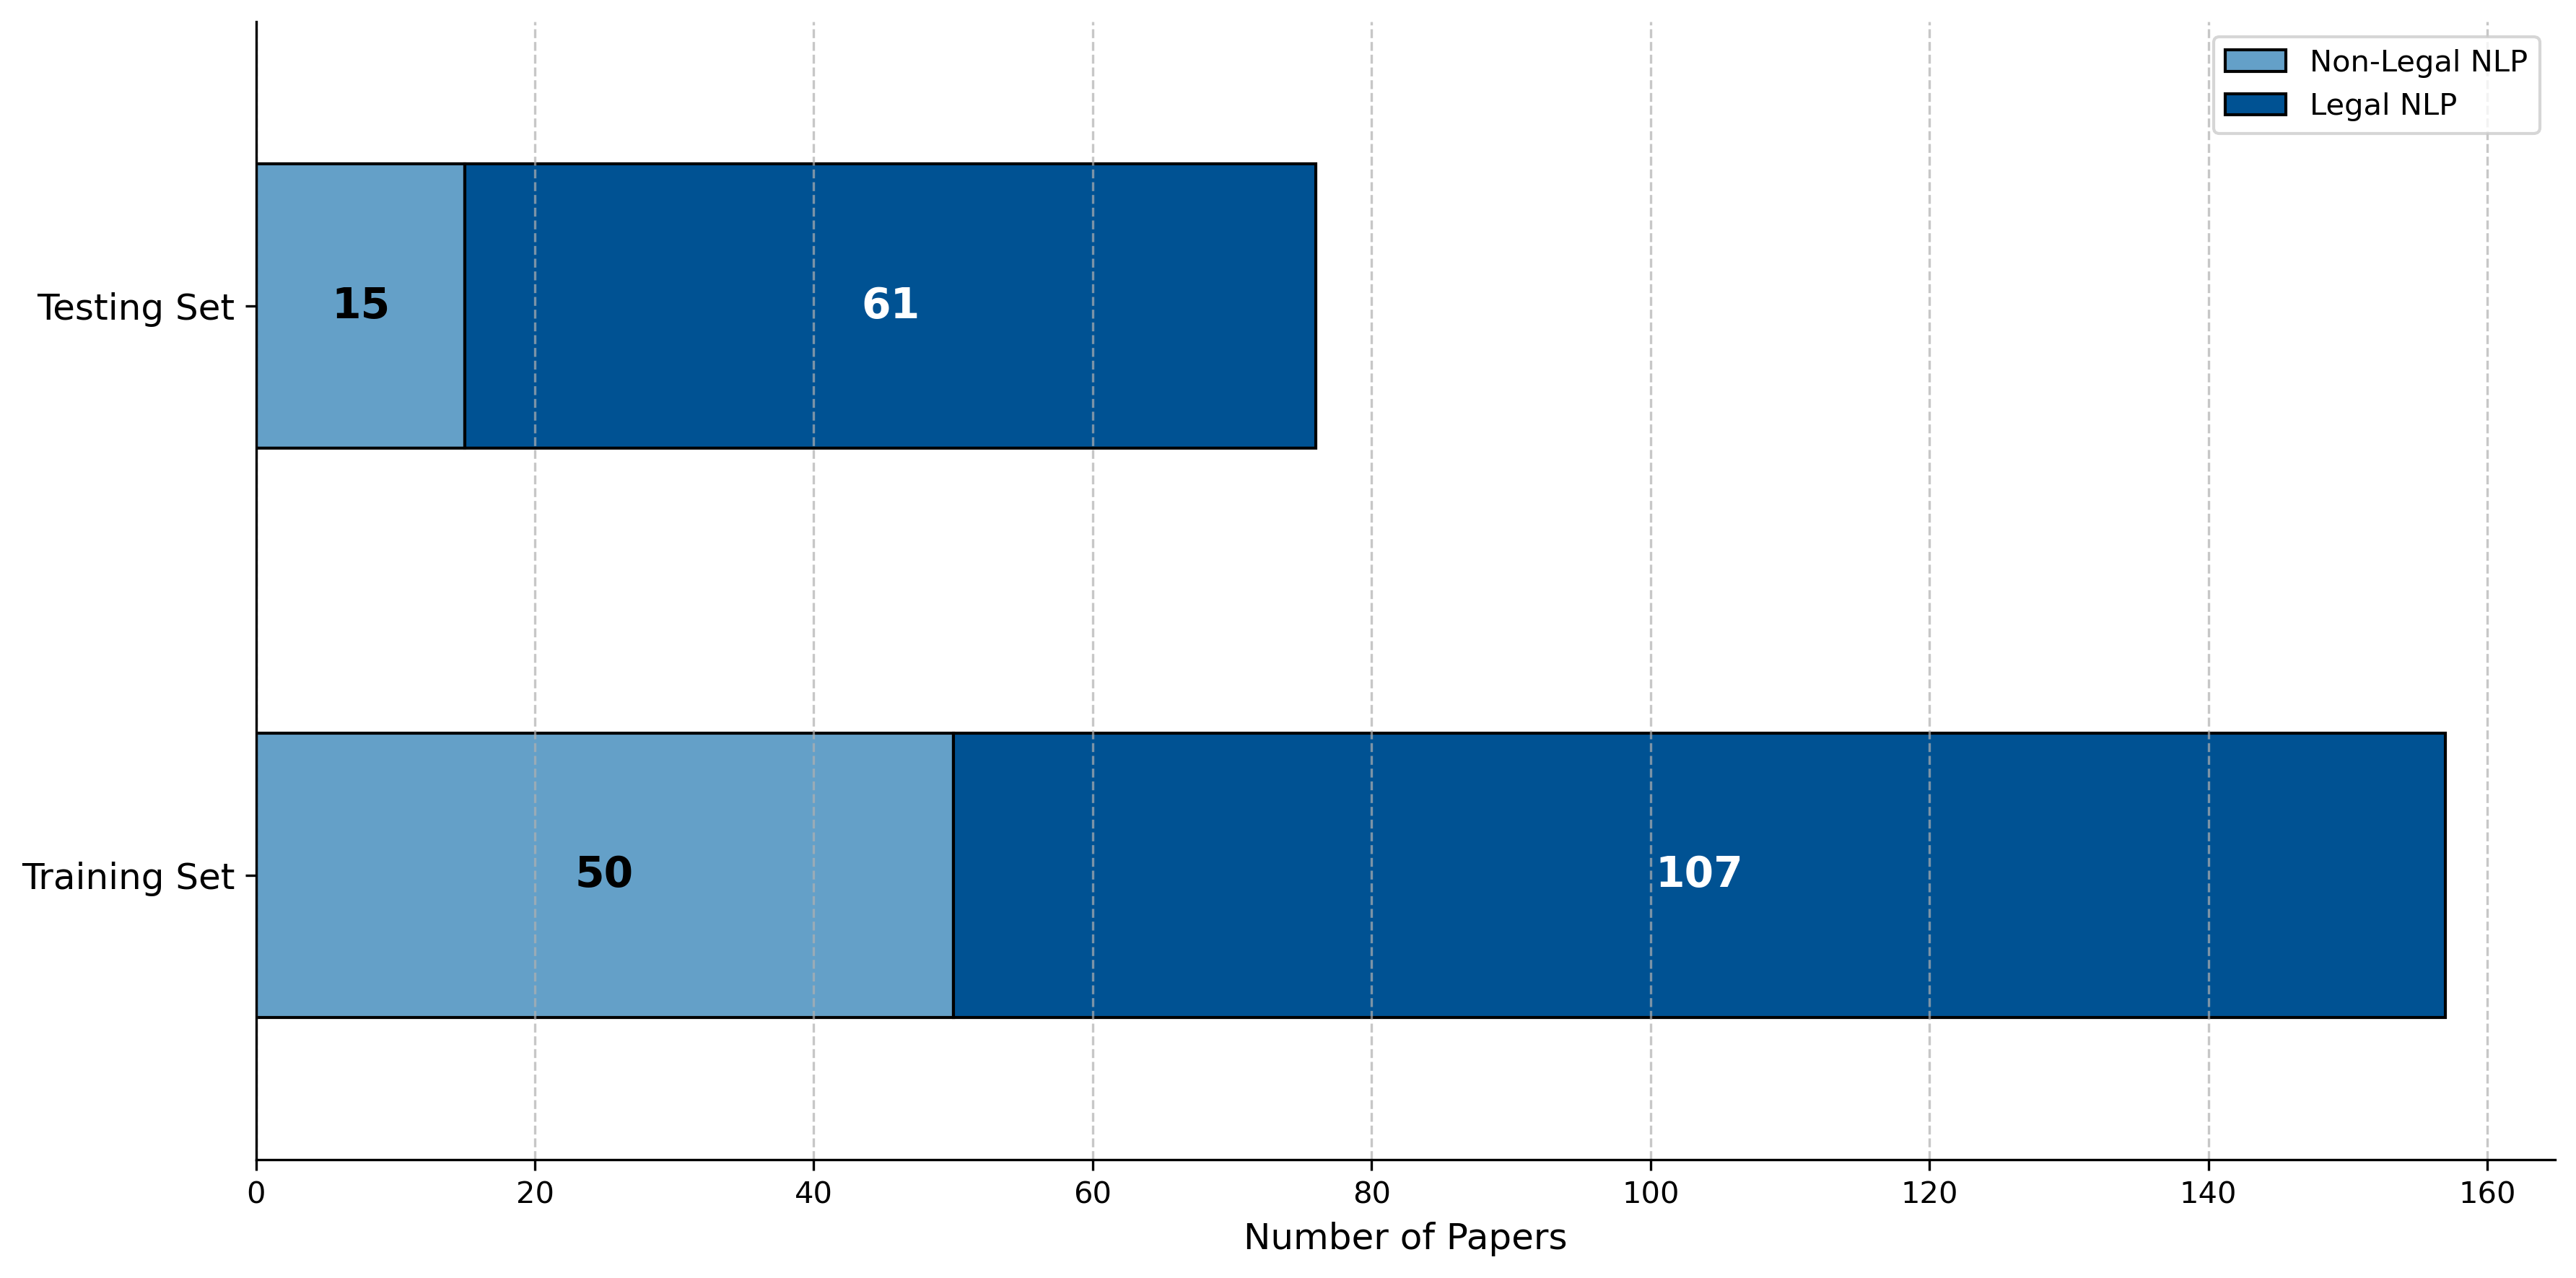 Non-Legal NLP
Legal NLP
Testing Set
15
61
Training Set
50
107
0 20 40 60 80 100 120 140 160
Number of Papers